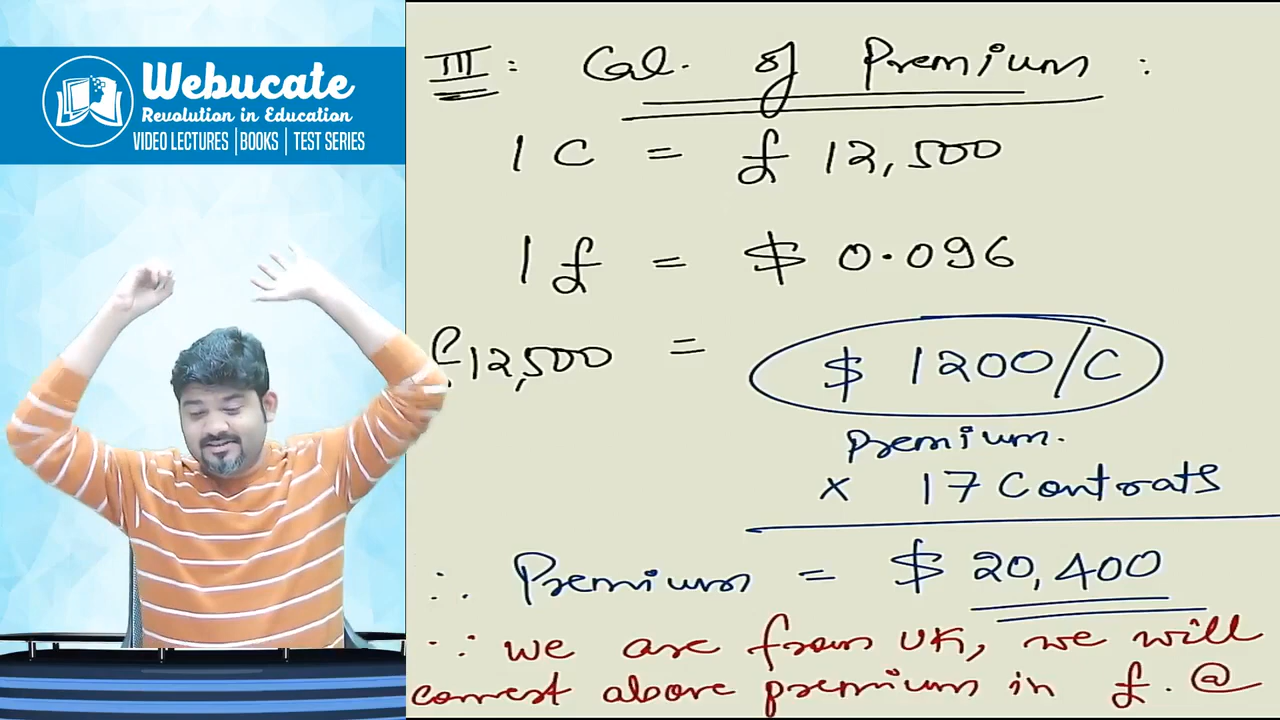 Webucate
Revolution in Education
VIDEO LECTURES | BOOKS | TEST SERIES
III : Cal. of Premium :
1 C = £ 12,500
1 £ = $ 0.096
£12,500 = $ 1200/C
Premium.
x 17 Contrats
∴ Premium = $ 20,400
∵ we are from UK, we will
convert above premium in £. @